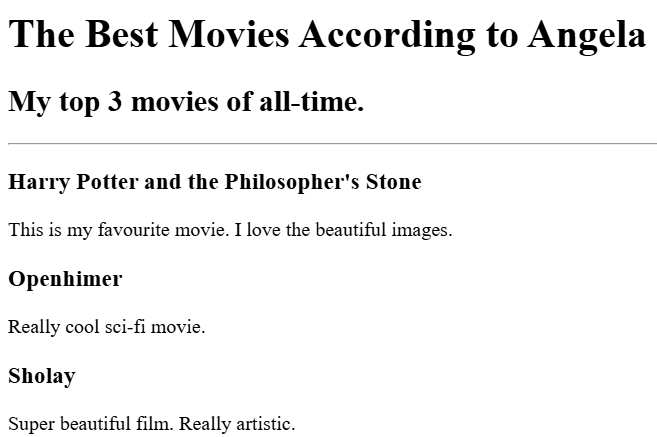 The Best Movies According to Angela
My top 3 movies of all-time.
Harry Potter and the Philosopher's Stone
This is my favourite movie. I love the beautiful images.
Openhimer
Really cool sci-fi movie.
Sholay
Super beautiful film. Really artistic.